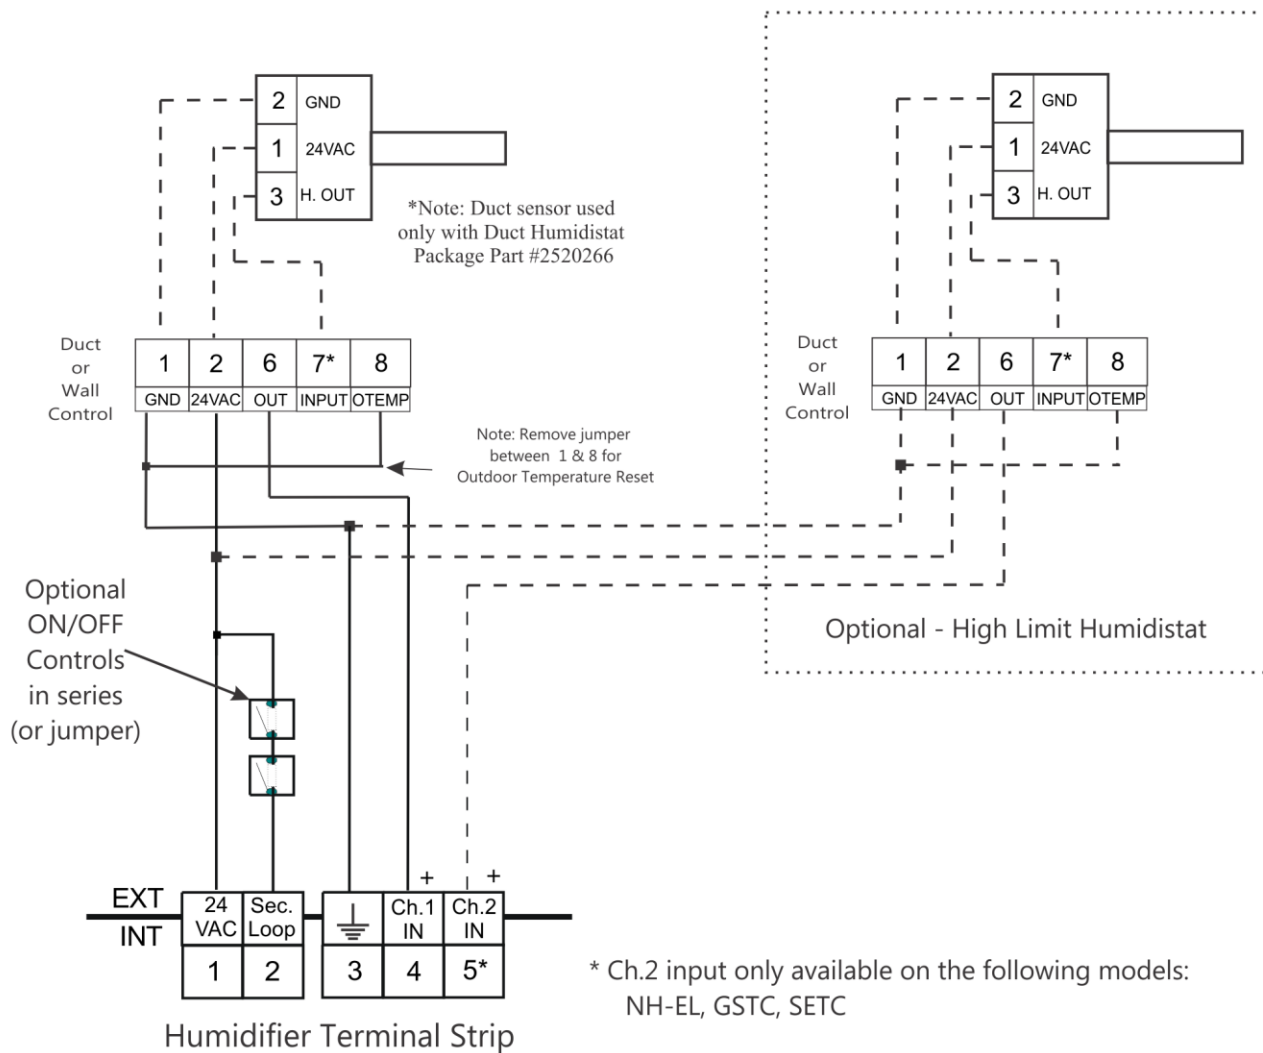 2 GND
1 24VAC
3 H. OUT
*Note: Duct sensor used
only with Duct Humidistat
Package Part #2520266
2 GND
1 24VAC
3 H. OUT
Duct
or
Wall
Control
1 2 6 7* 8
GND 24VAC OUT INPUT OTEMP
Duct
or
Wall
Control
1 2 6 7* 8
GND 24VAC OUT INPUT OTEMP
Note: Remove jumper
between 1 & 8 for
Outdoor Temperature Reset
Optional
ON/OFF
Controls
in series
(or jumper)
Optional - High Limit Humidistat
+ +
EXT
INT
24
VAC
Sec.
Loop
Ch.1
IN
Ch.2
IN
1 2 3 4 5*
* Ch.2 input only available on the following models:
NH-EL, GSTC, SETC
Humidifier Terminal Strip